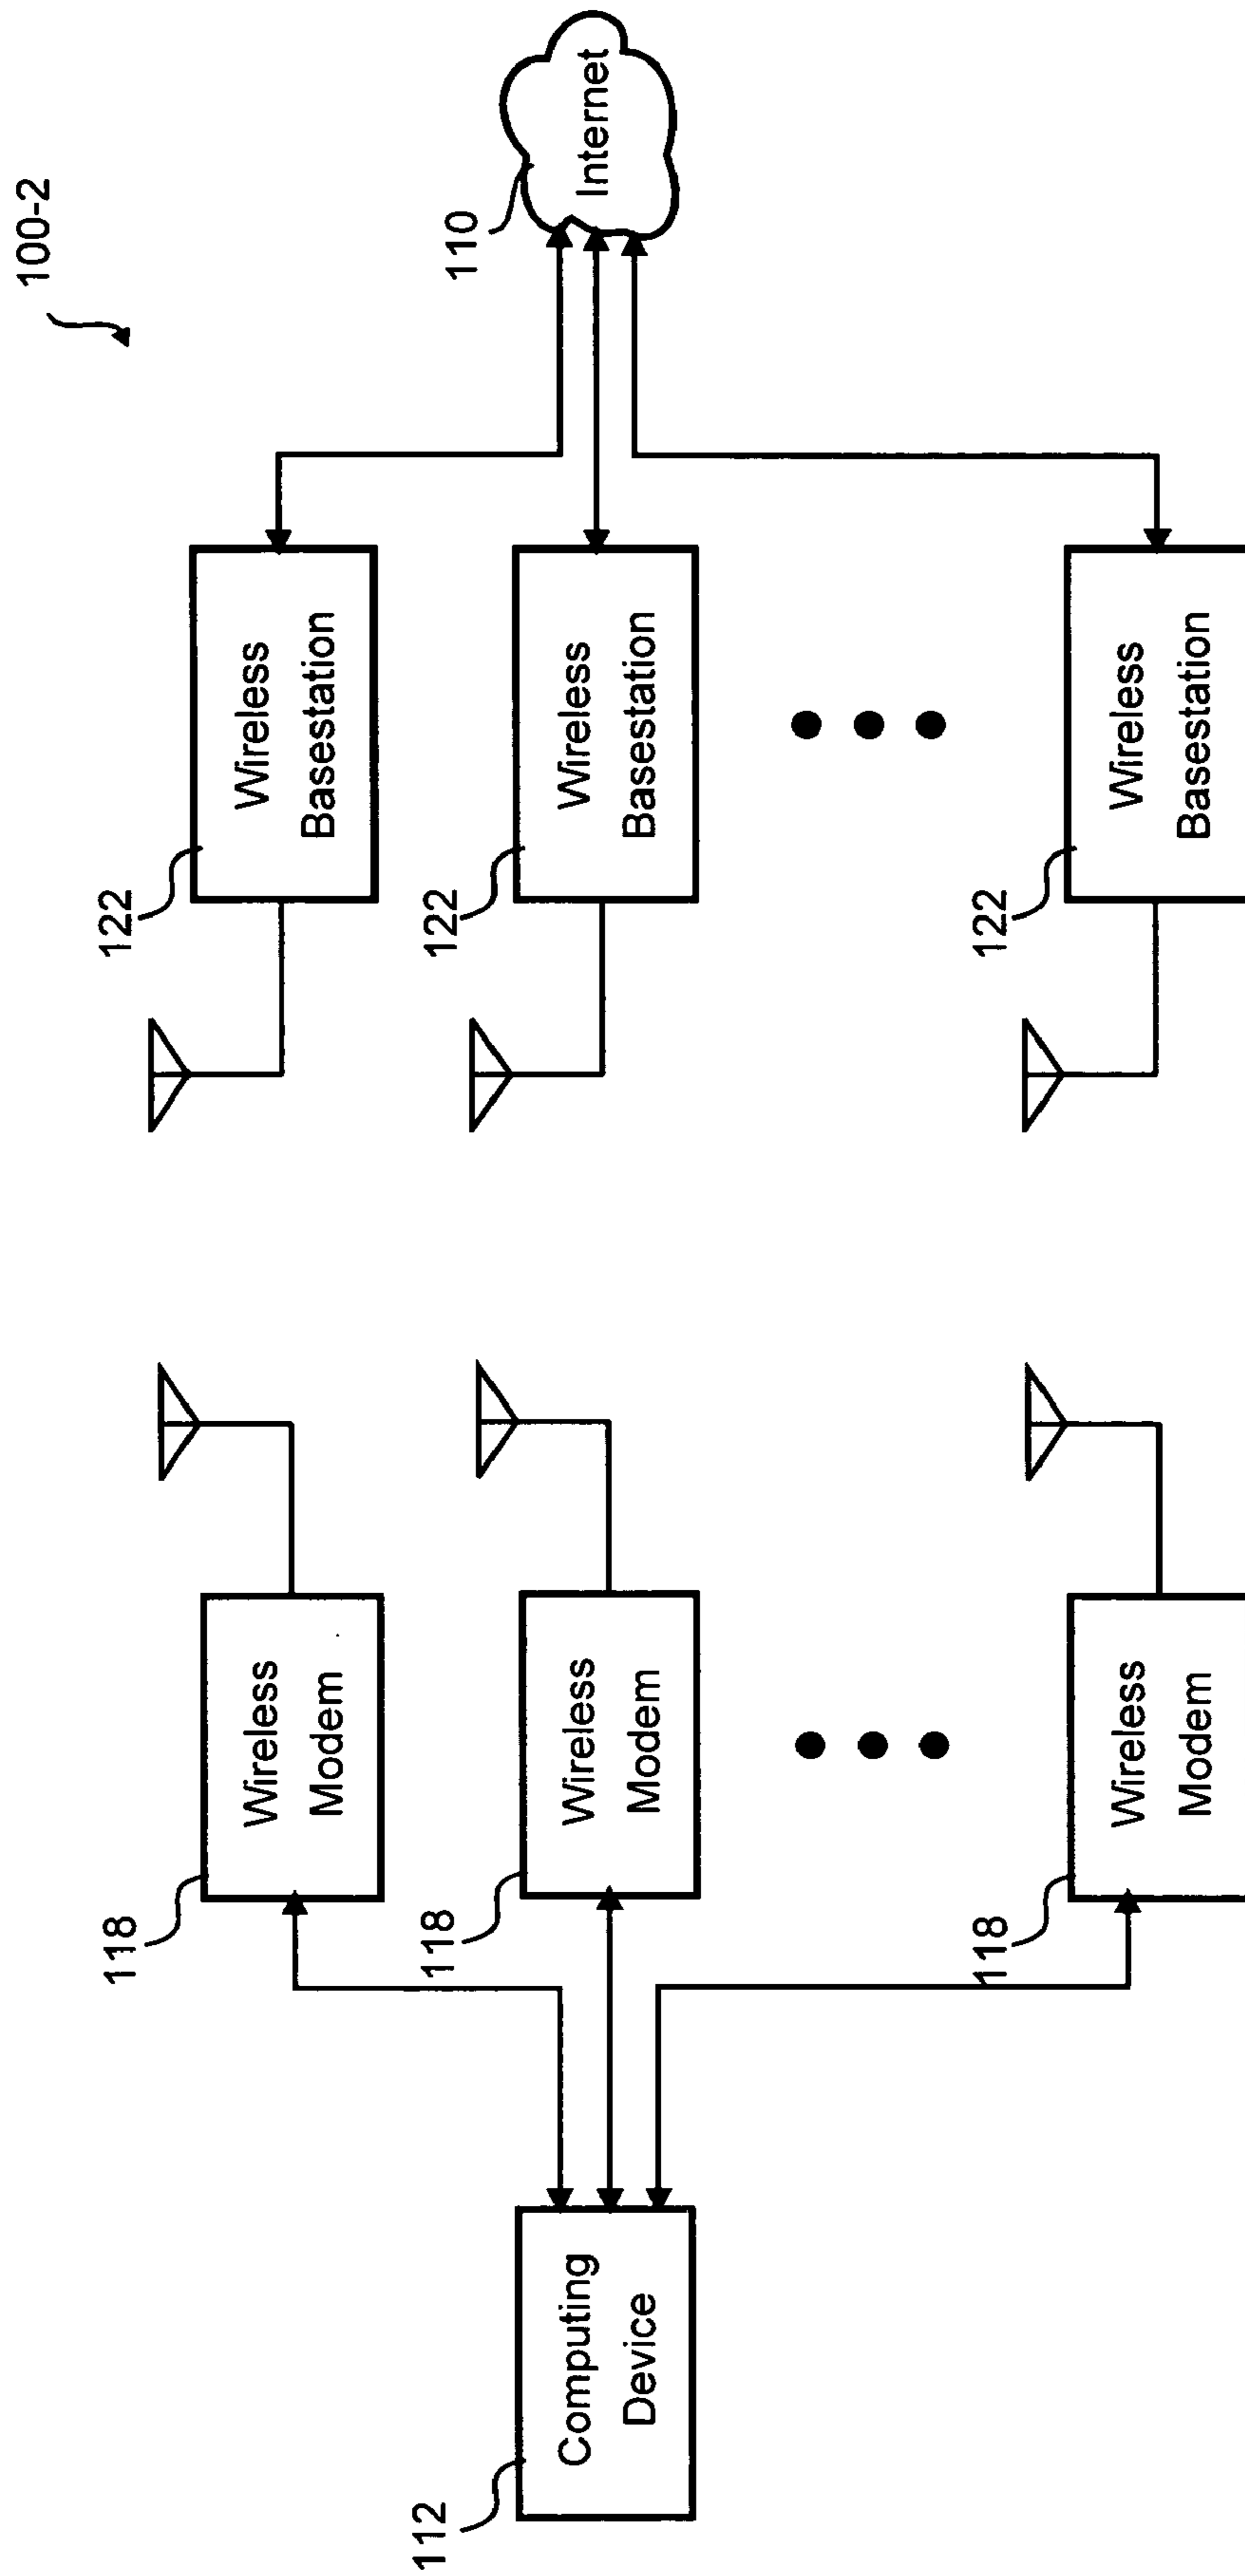 100-2
118
Wireless
Modem
122
Wireless
Basestation
110
Internet
112
Computing
Device
118
Wireless
Modem
122
Wireless
Basestation
118
Wireless
Modem
122
Wireless
Basestation